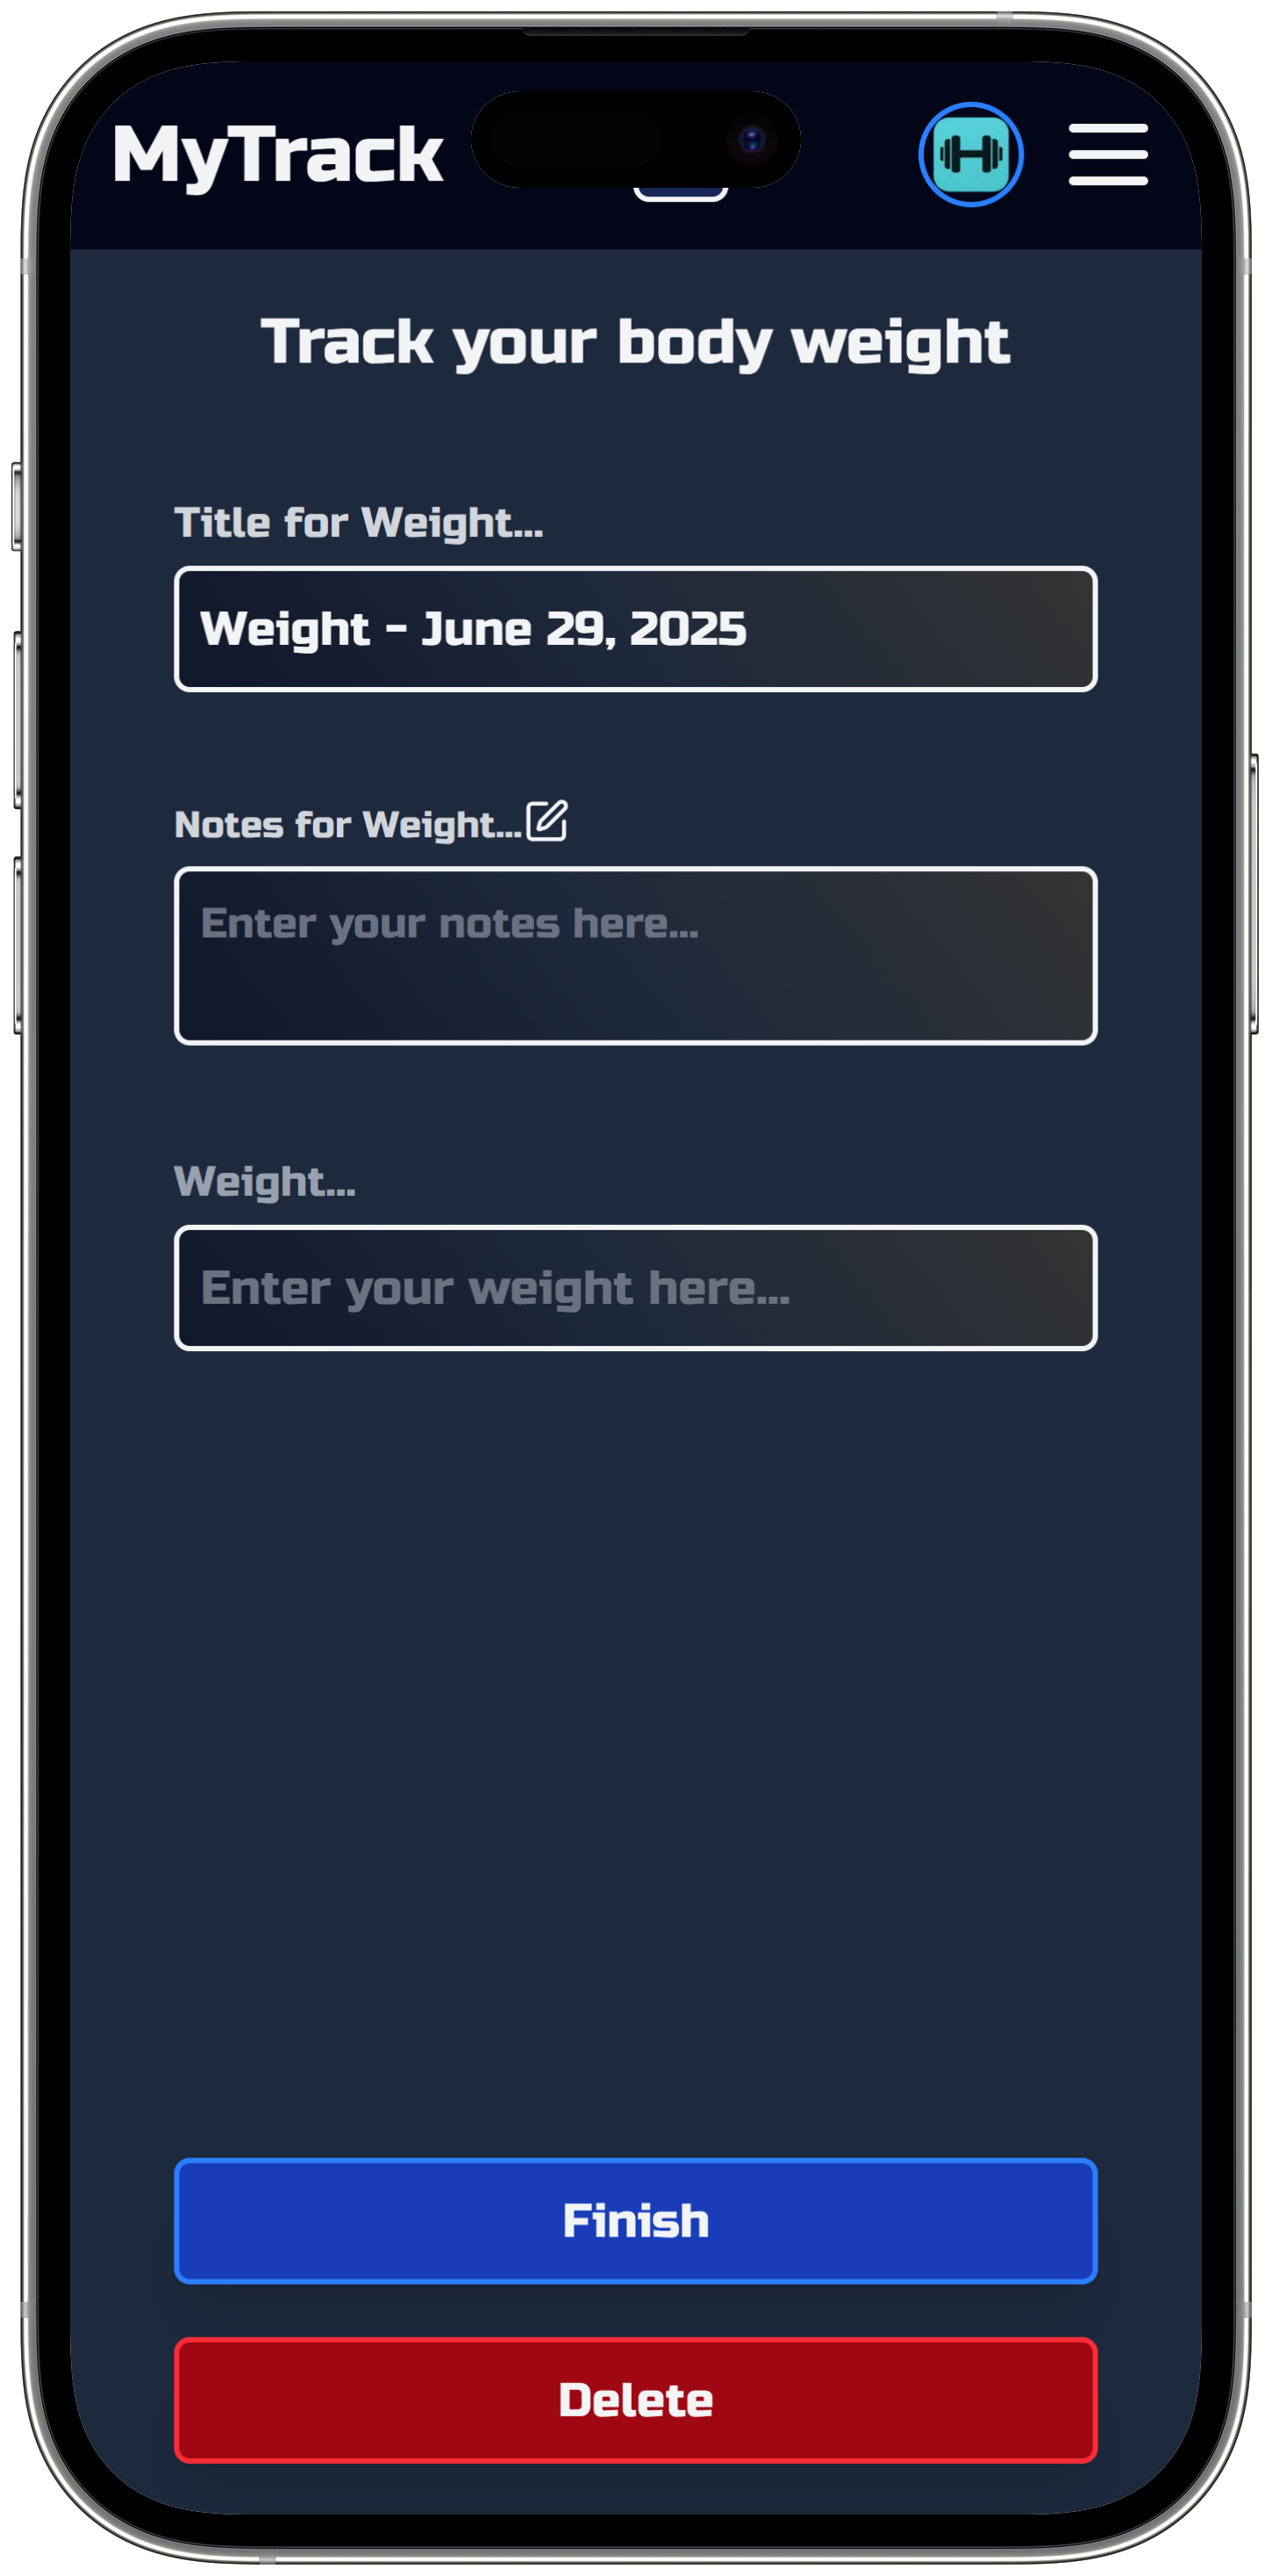 MyTrack
Track your body weight
Title for Weight...
Weight - June 29, 2025
Notes for Weight...
Enter your notes here...
Weight...
Enter your weight here...
Finish
Delete